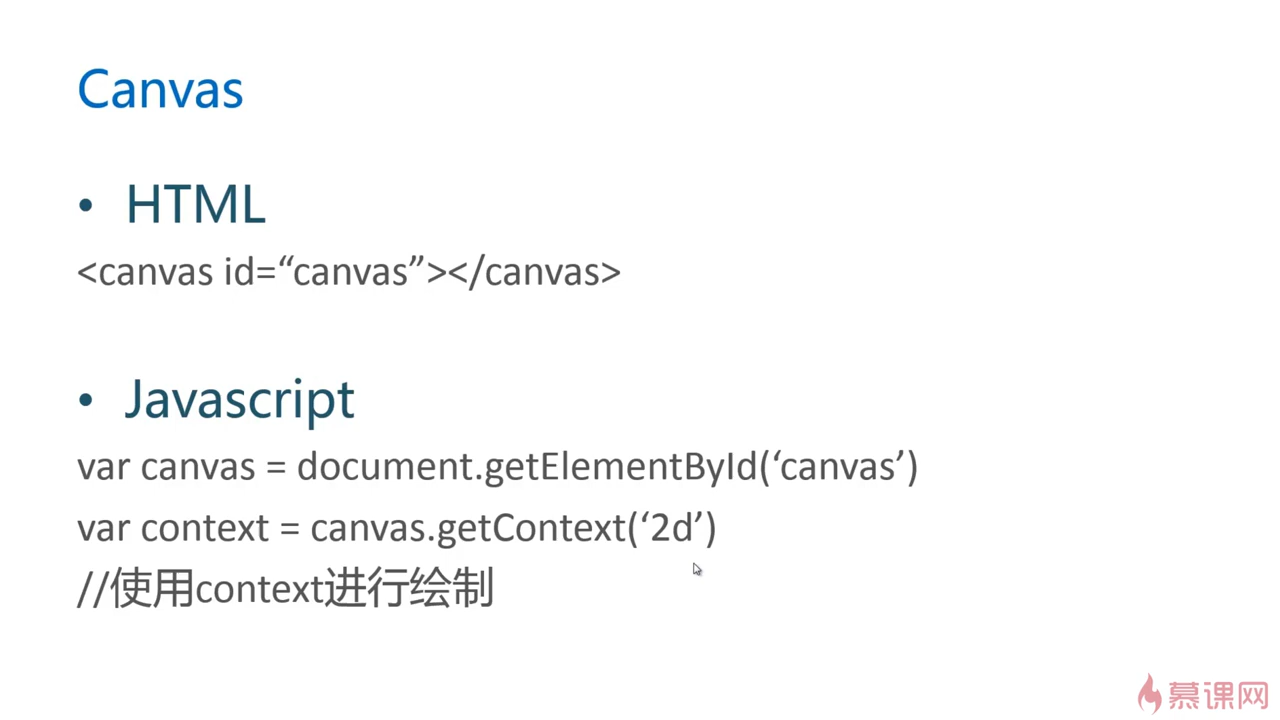 Canvas
• HTML
<canvas id=“canvas”></canvas>
• Javascript
var canvas = document.getElementById(‘canvas’)
var context = canvas.getContext(‘2d’)
//使用context进行绘制
慕课网